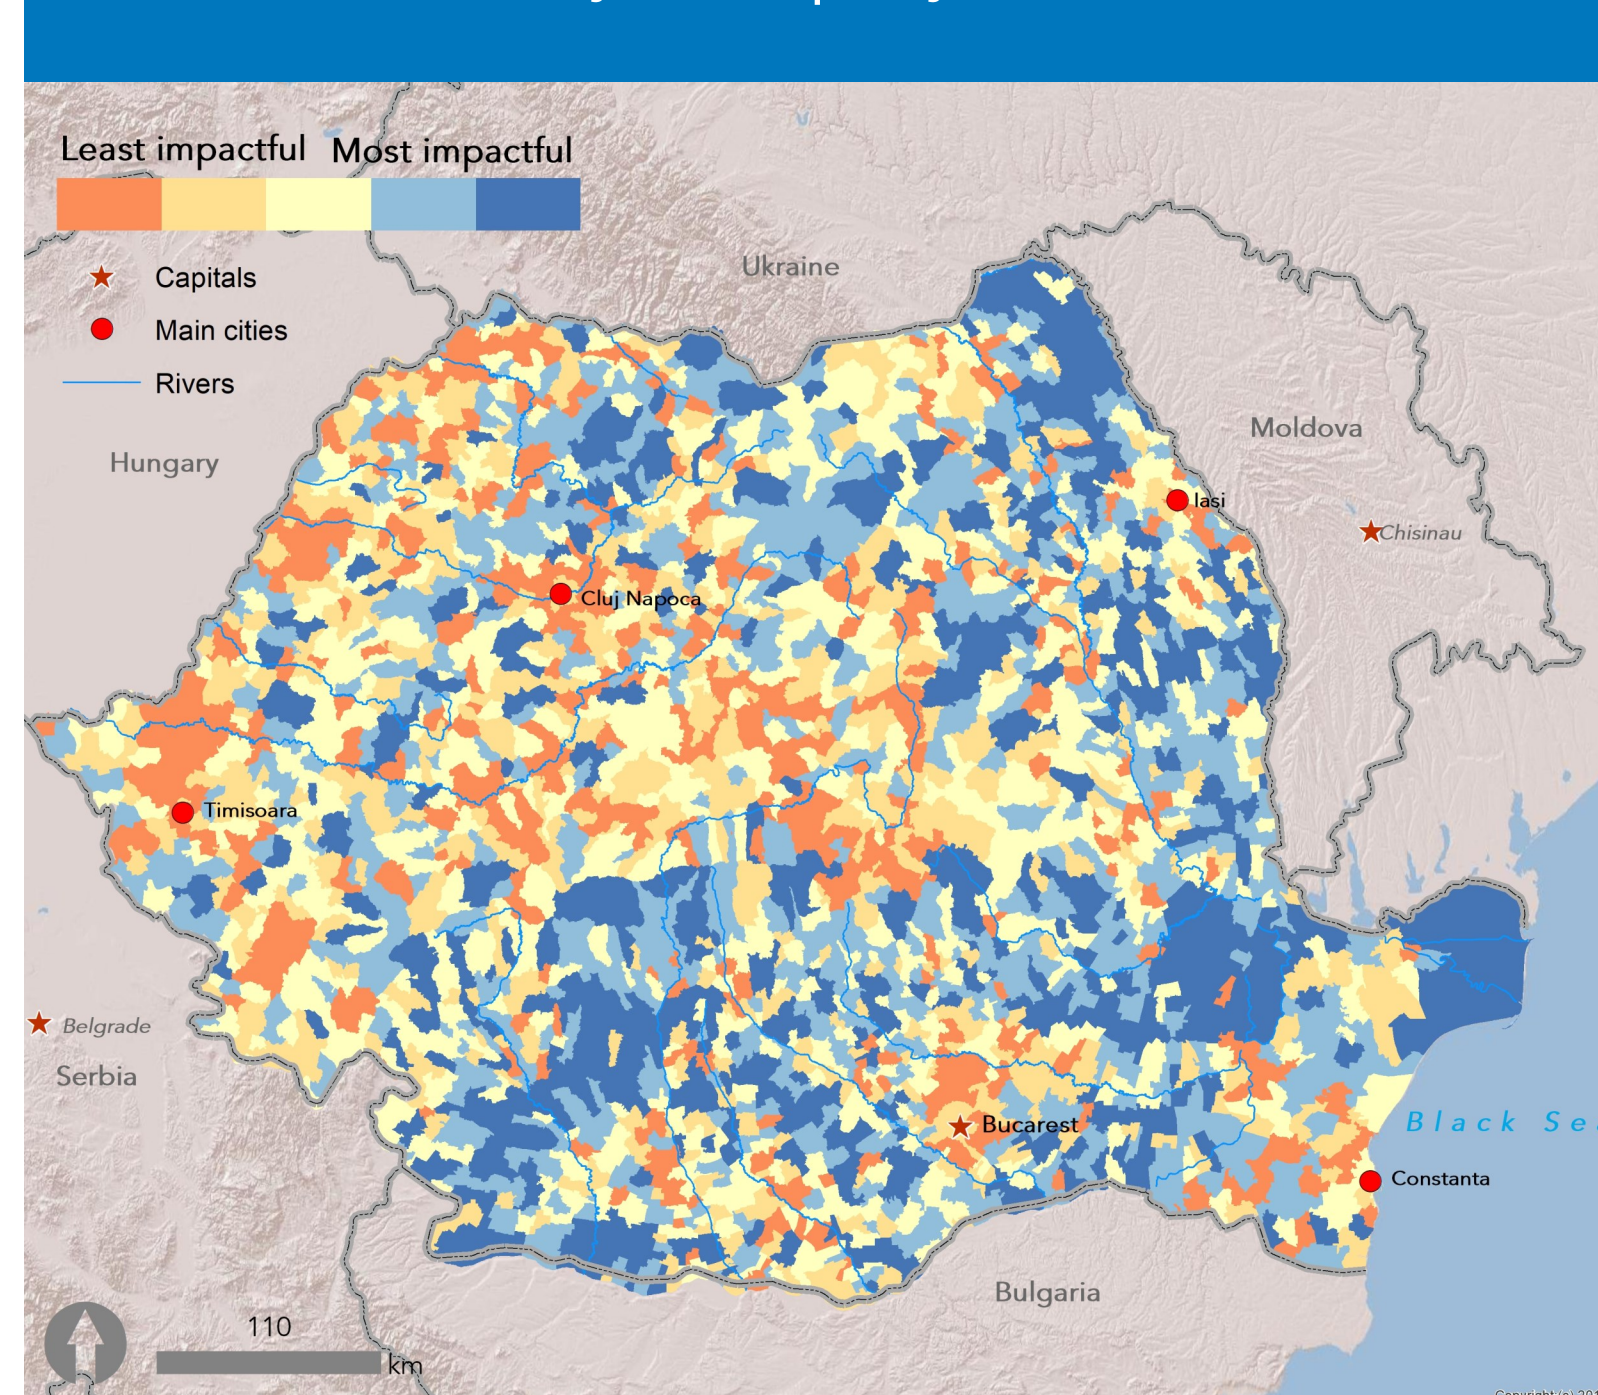 Least impactful Most impactful
Capitals
Main cities
Rivers
Ukraine
Hungary
Moldova
Iasi
Chisinau
Cluj Napoca
Timisoara
Belgrade
Serbia
Bucarest
Black Se
Constanta
Bulgaria
110
km